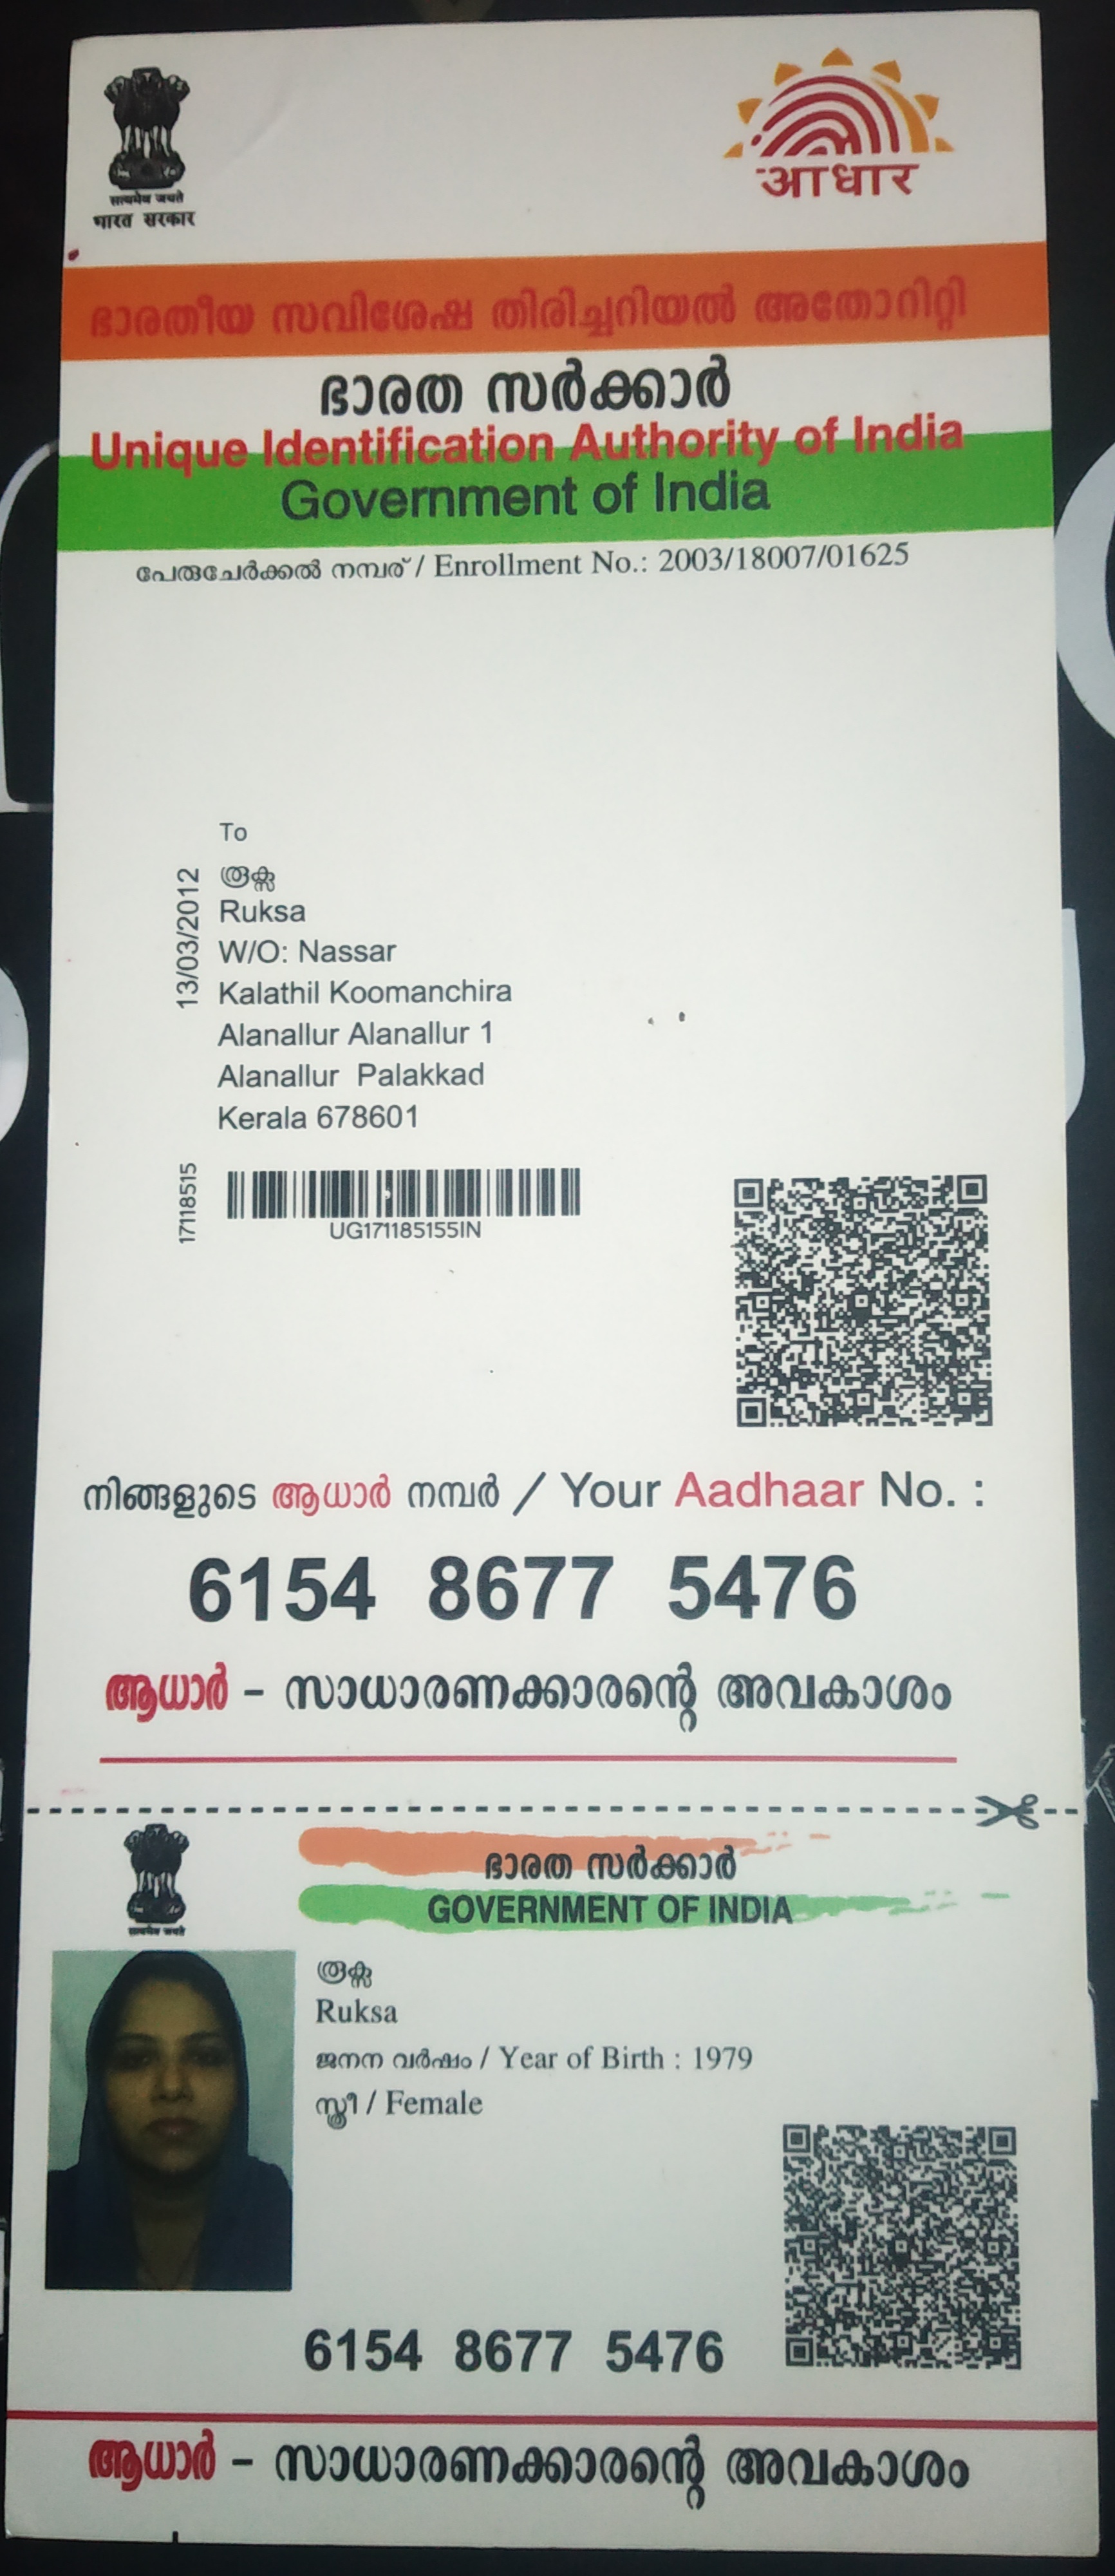 सत्यमेव जयते
भारत सरकार
आधार
ഭാരതീയ സവിശേഷ തിരിച്ചറിയൽ അതോറിറ്റി
ഭാരത സർക്കാർ
Unique Identification Authority of India
Government of India
പേരുചേർക്കൽ നമ്പര് / Enrollment No.: 2003/18007/01625
To
രൂക്സ
Ruksa
W/O: Nassar
Kalathil Koomanchira
Alanallur Alanallur 1
Alanallur Palakkad
Kerala 678601
13/03/2012
17118515
UG171185155IN
നിങ്ങളുടെ ആധാർ നമ്പർ / Your Aadhaar No. :
6154 8677 5476
ആധാർ – സാധാരണക്കാരന്റെ അവകാശം
ഭാരത സർക്കാർ
GOVERNMENT OF INDIA
सत्यमेव जयते
രൂക്സ
Ruksa
ജനന വർഷം / Year of Birth : 1979
സ്ത്രീ / Female
6154 8677 5476
ആധാർ – സാധാരണക്കാരന്റെ അവകാശം